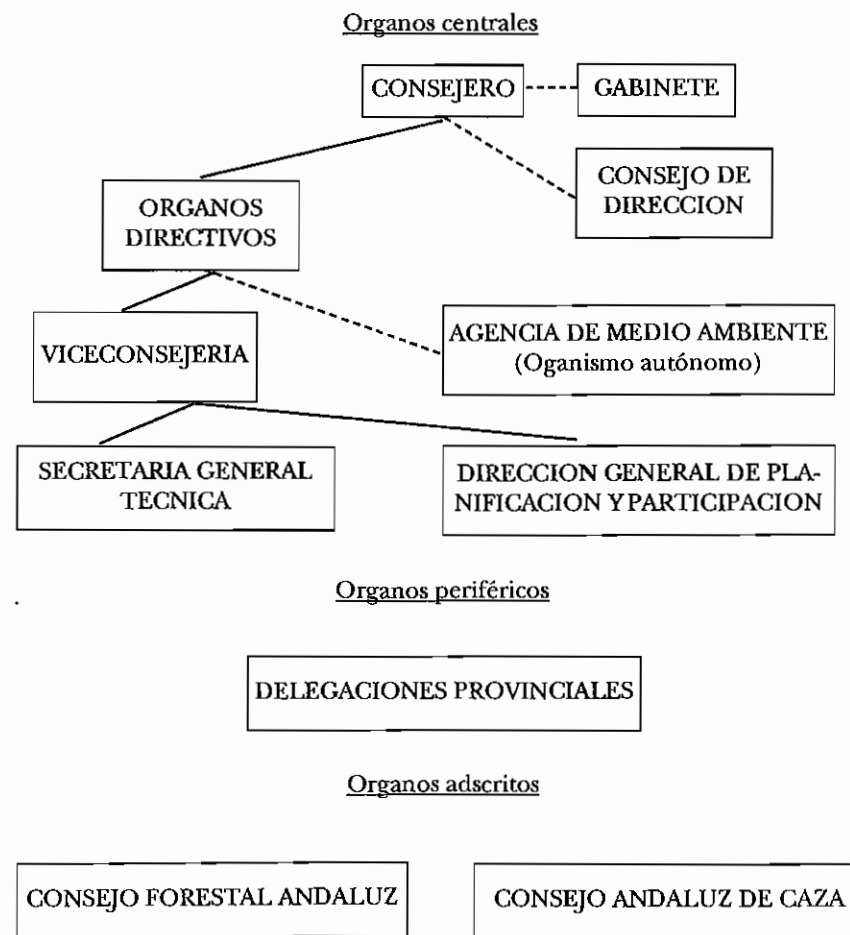 Organos centrales
CONSEJERO
GABINETE
CONSEJO DE
DIRECCION
ORGANOS
DIRECTIVOS
VICECONSEJERIA
AGENCIA DE MEDIO AMBIENTE
(Oganismo autónomo)
SECRETARIA GENERAL
TECNICA
DIRECCION GENERAL DE PLA-
NIFICACION Y PARTICIPACION
Organos periféricos
DELEGACIONES PROVINCIALES
Organos adscritos
CONSEJO FORESTAL ANDALUZ
CONSEJO ANDALUZ DE CAZA